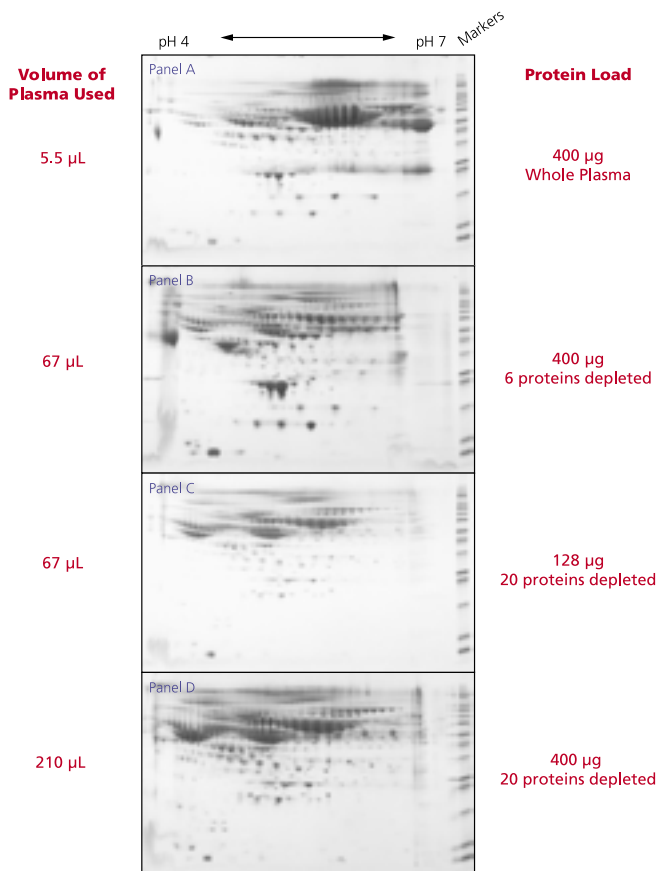 pH 4
pH 7
Markers
Volume of
Plasma Used
Protein Load
Panel A
5.5 µL
400 µg
Whole Plasma
Panel B
67 µL
400 µg
6 proteins depleted
Panel C
67 µL
128 µg
20 proteins depleted
Panel D
210 µL
400 µg
20 proteins depleted